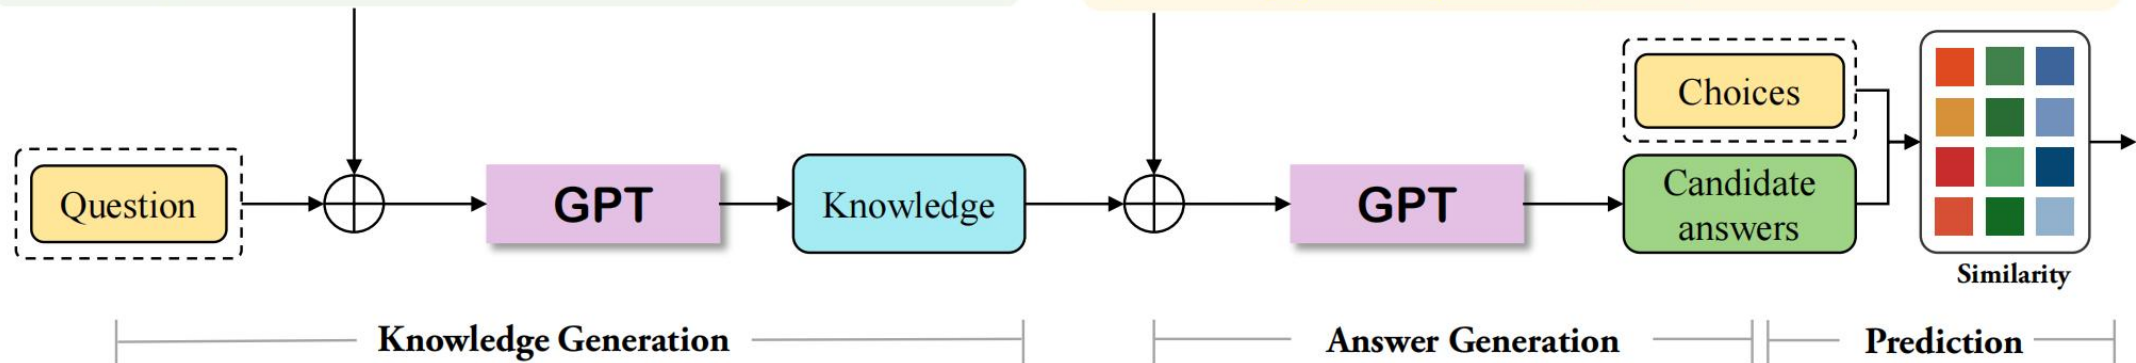 Question
GPT
Knowledge
GPT
Choices
Candidate
answers
Similarity
Knowledge Generation
Answer Generation
Prediction